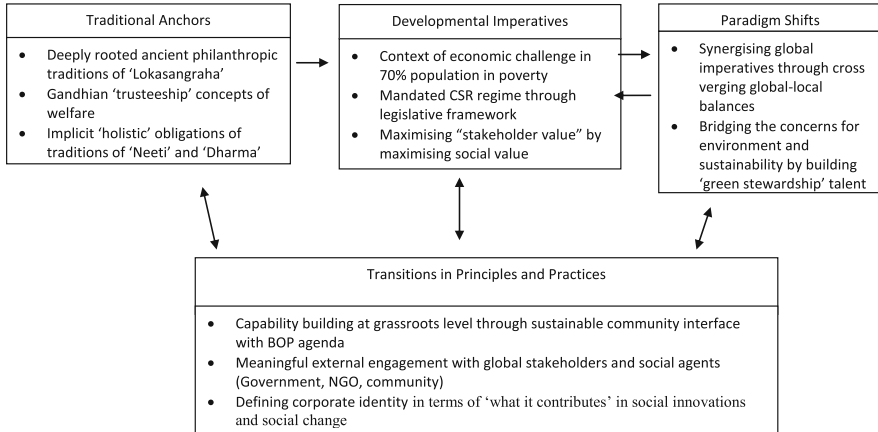 Traditional Anchors
• Deeply rooted ancient philanthropic
traditions of ‘Lokasangraha’
• Gandhian ‘trusteeship’ concepts of
welfare
• Implicit ‘holistic’ obligations of
traditions of ‘Neeti’ and ‘Dharma’
Developmental Imperatives
• Context of economic challenge in
70% population in poverty
• Mandated CSR regime through
legislative framework
• Maximising “stakeholder value” by
maximising social value
Paradigm Shifts
• Synergising global
imperatives through cross
verging global-local
balances
• Bridging the concerns for
environment and
sustainability by building
‘green stewardship’ talent
Transitions in Principles and Practices
• Capability building at grassroots level through sustainable community interface
with BOP agenda
• Meaningful external engagement with global stakeholders and social agents
(Government, NGO, community)
• Defining corporate identity in terms of ‘what it contributes’ in social innovations
and social change